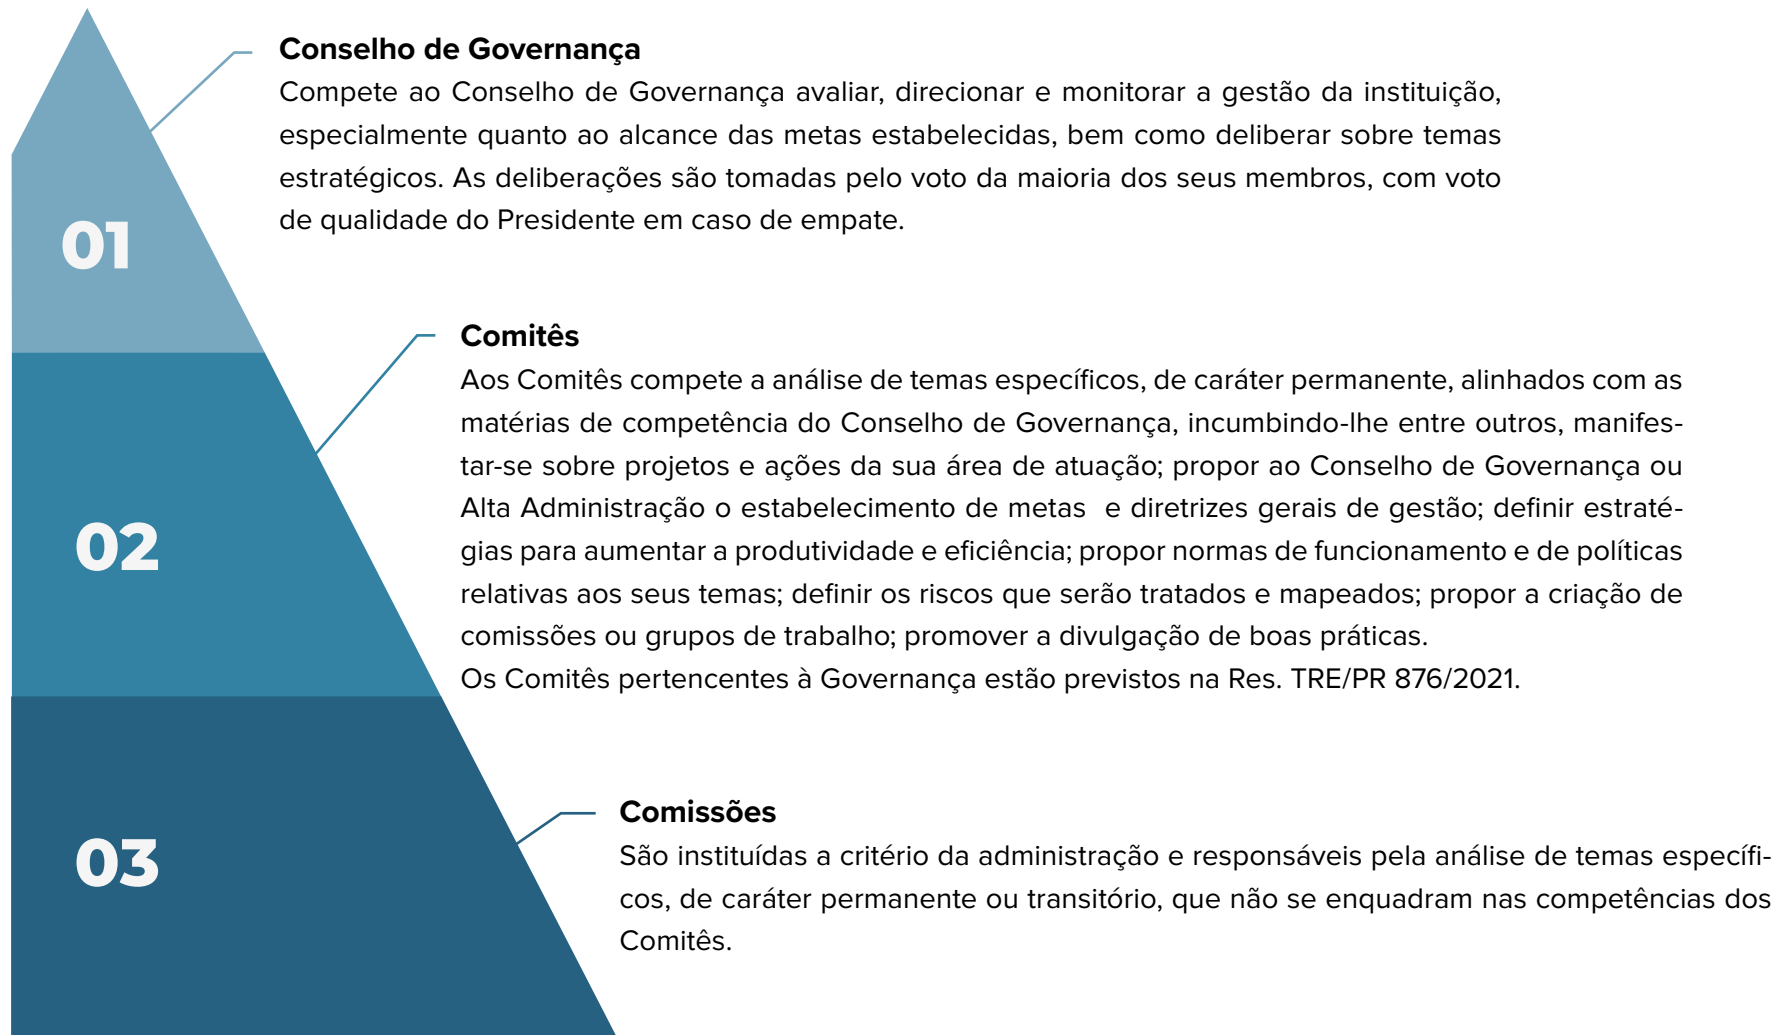 01
Conselho de Governança
Compete ao Conselho de Governança avaliar, direcionar e monitorar a gestão da instituição,
especialmente quanto ao alcance das metas estabelecidas, bem como deliberar sobre temas
estratégicos. As deliberações são tomadas pelo voto da maioria dos seus membros, com voto
de qualidade do Presidente em caso de empate.
02
Comitês
Aos Comitês compete a análise de temas específicos, de caráter permanente, alinhados com as
matérias de competência do Conselho de Governança, incumbindo-lhe entre outros, manifes-
tar-se sobre projetos e ações da sua área de atuação; propor ao Conselho de Governança ou
Alta Administração o estabelecimento de metas  e diretrizes gerais de gestão; definir estraté-
gias para aumentar a produtividade e eficiência; propor normas de funcionamento e de políticas
relativas aos seus temas; definir os riscos que serão tratados e mapeados; propor a criação de
comissões ou grupos de trabalho; promover a divulgação de boas práticas.
Os Comitês pertencentes à Governança estão previstos na Res. TRE/PR 876/2021.
03
Comissões
São instituídas a critério da administração e responsáveis pela análise de temas específi-
cos, de caráter permanente ou transitório, que não se enquadram nas competências dos
Comitês.